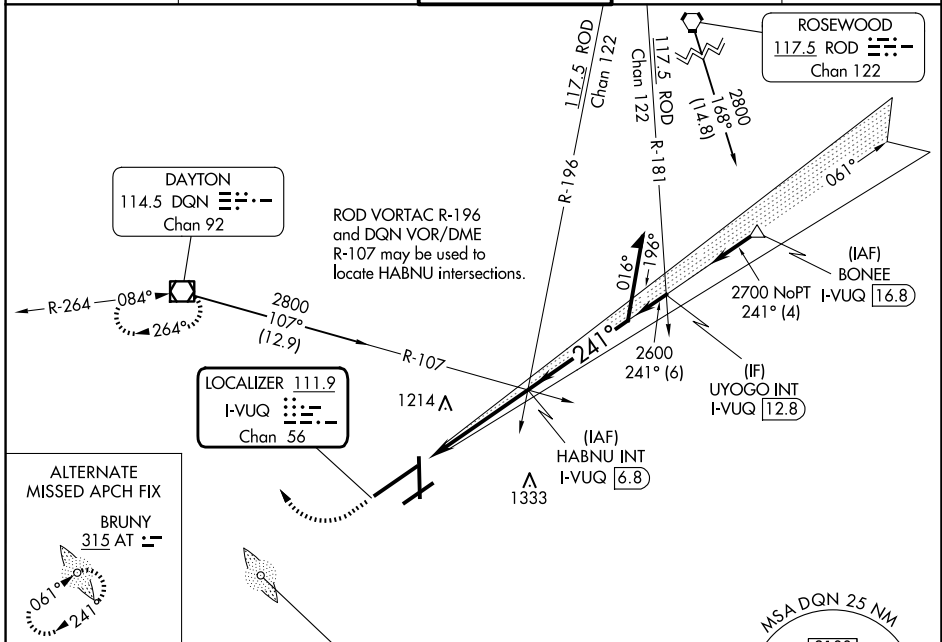 ROSEWOOD
117.5 ROD
Chan 122
117.5 ROD
Chan 122
R-196
117.5 ROD
Chan 122
R-181
2800
168°
(14.8)
061°
DAYTON
114.5 DQN
Chan 92
ROD VORTAC R-196
and DQN VOR/DME
R-107 may be used to
locate HABNU intersections.
R-264
084°
264°
2800
107°
(12.9)
R-107
016°
196°
241°
2600
241° (6)
2700 NoPT
241° (4)
(IAF)
BONEE
I-VUQ 16.8
(IF)
UYOGO INT
I-VUQ 12.8
LOCALIZER 111.9
I-VUQ
Chan 56
1214
(IAF)
HABNU INT
I-VUQ 6.8
1333
ALTERNATE
MISSED APCH FIX
BRUNY
315 AT
061°
241°
MSA DQN 25 NM